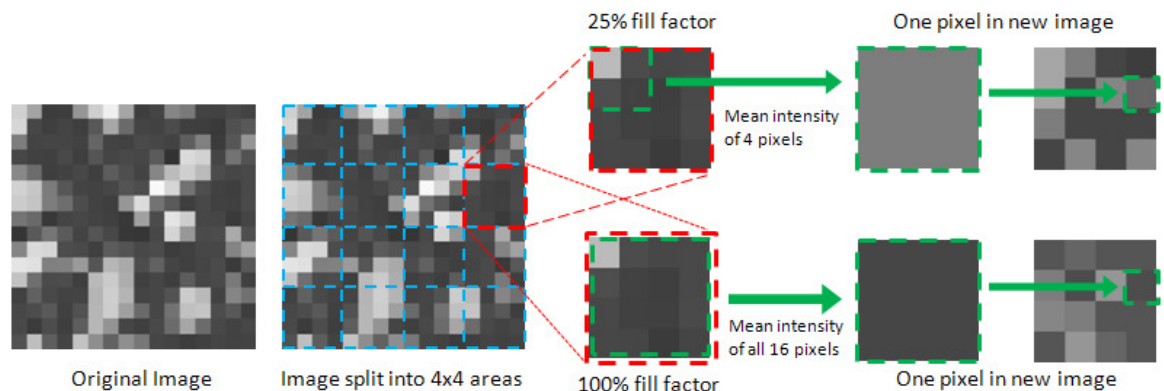 25% fill factor
One pixel in new image
Mean intensity
of 4 pixels
Mean intensity
of all 16 pixels
Original Image
Image split into 4x4 areas
100% fill factor
One pixel in new image